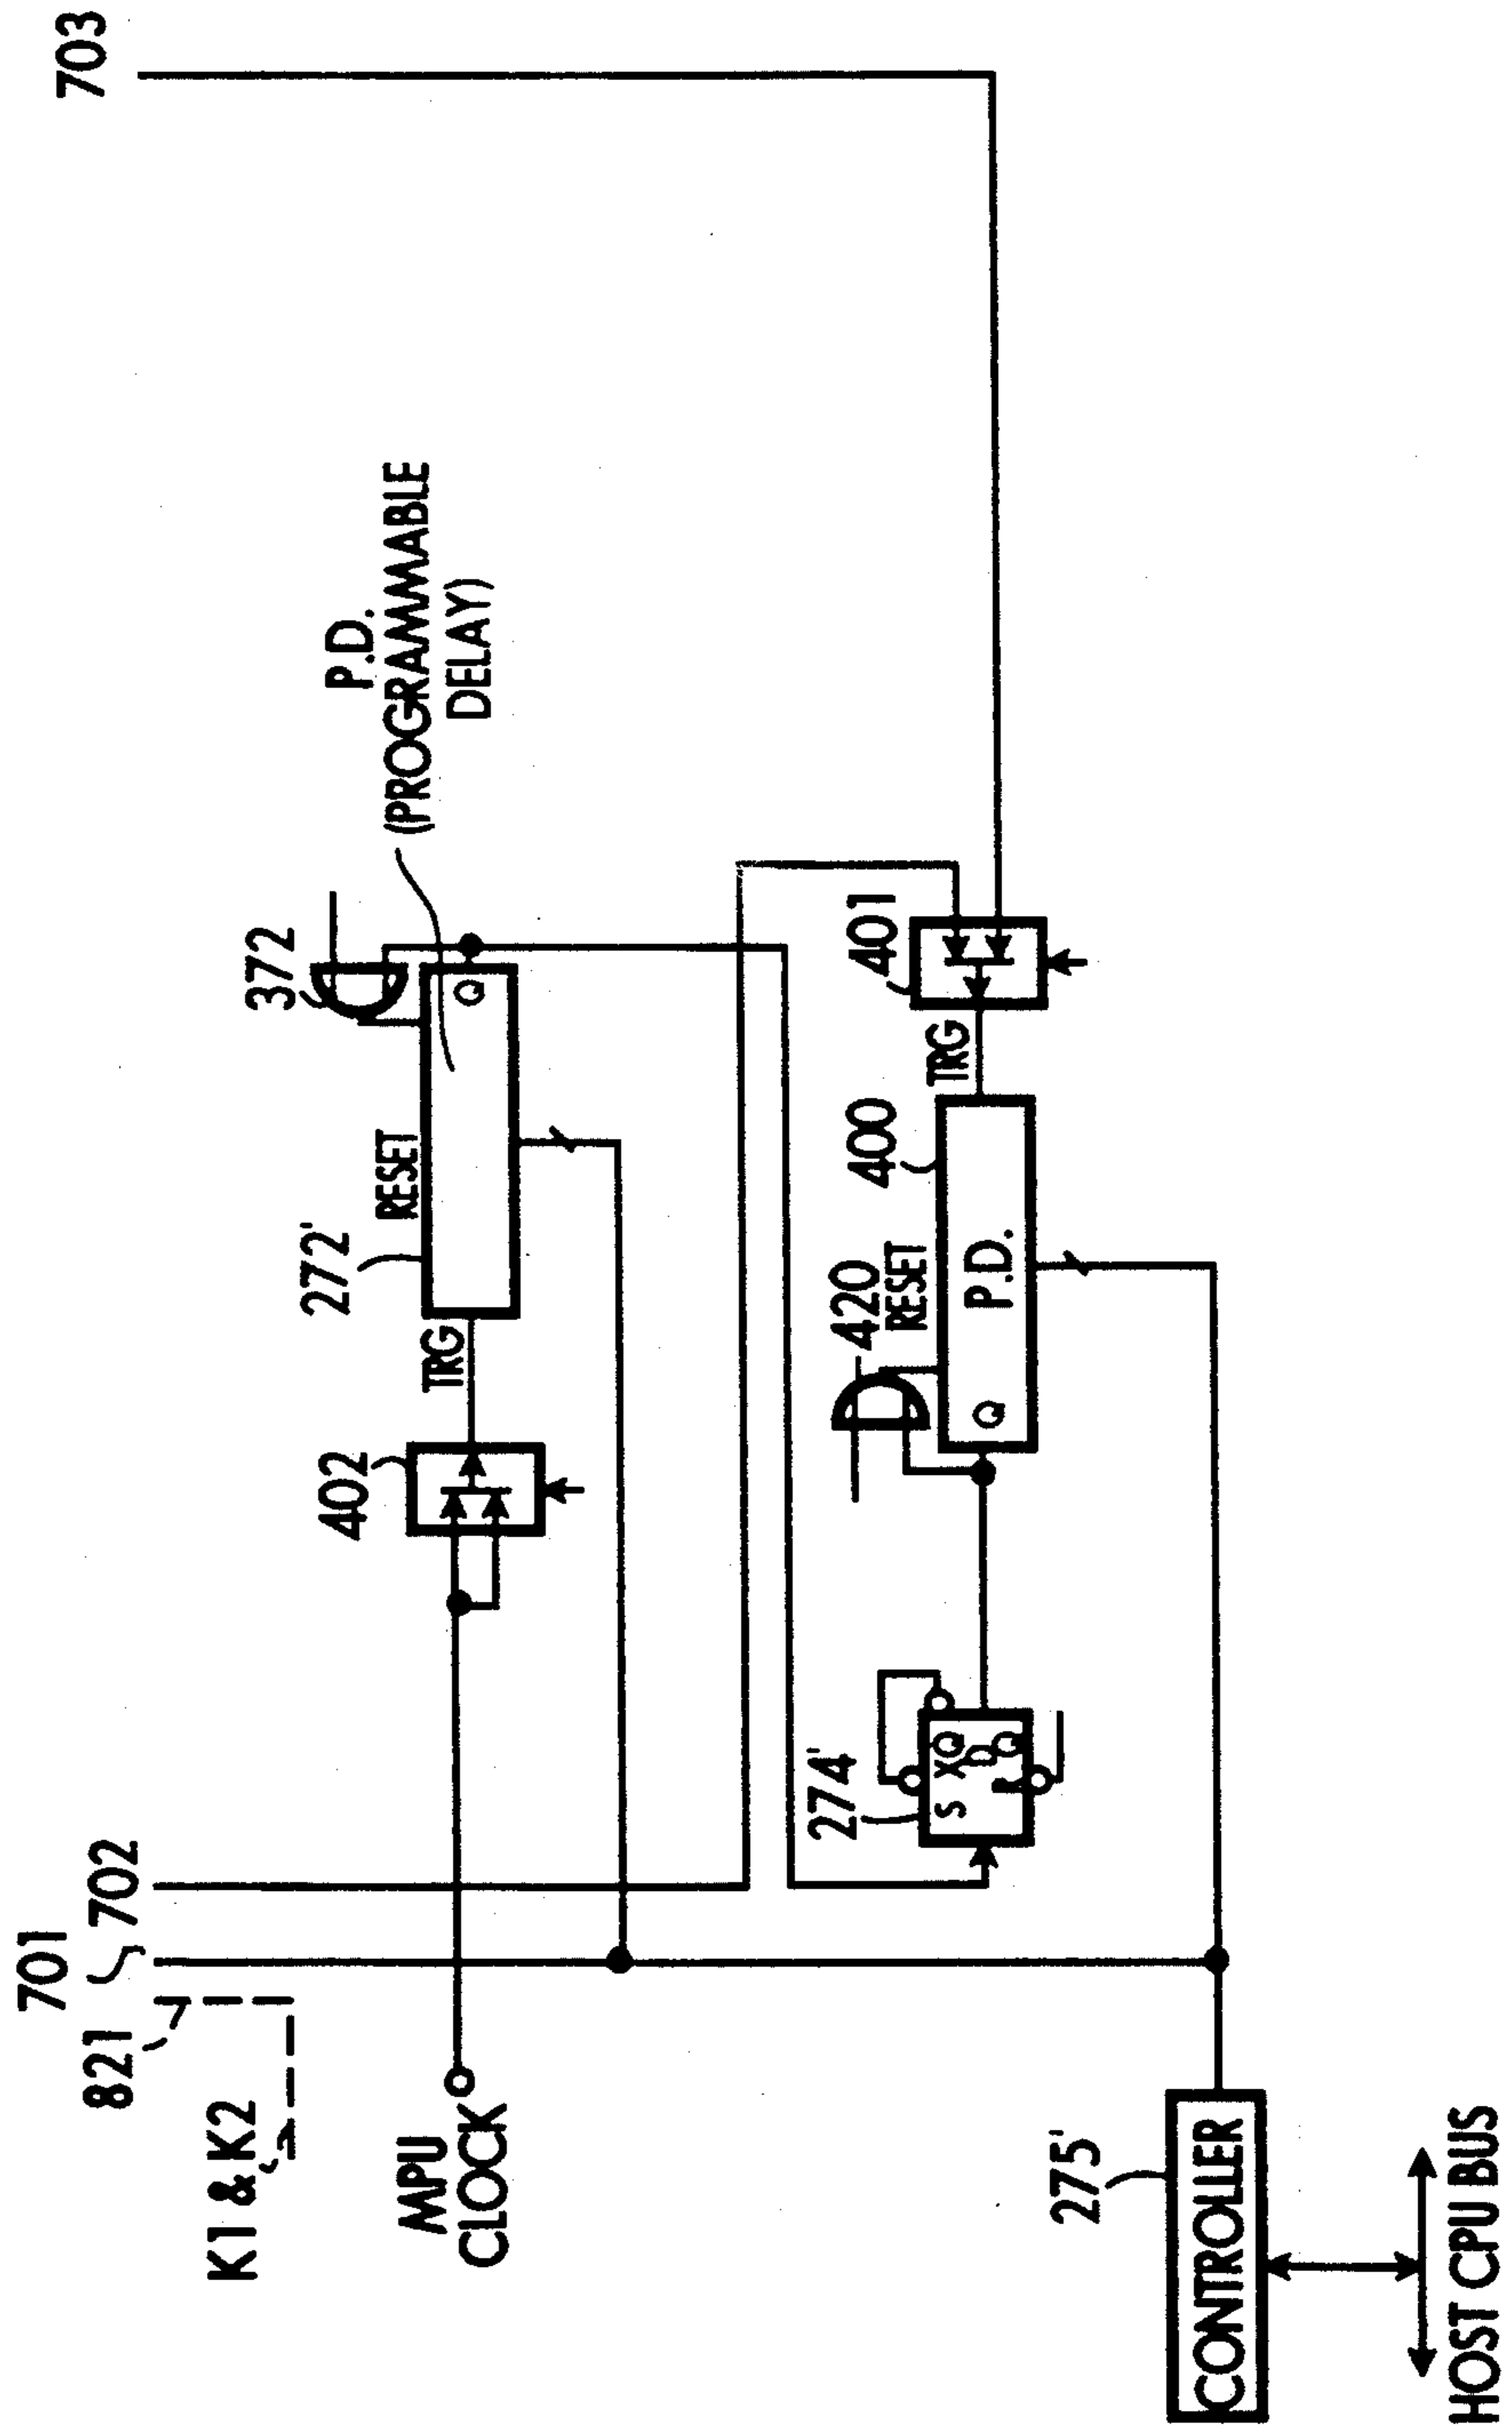 701
702
703
821
K1 & K2
MPU
CLOCK
402
TRG
272'
RESET
372
Q
P.D.
(PROGRAMMABLE
DELAY)
274'
S
X
Q
D
R
Q
420
RESET
400
Q
P.D.
TRG
401
275'
CONTROLLER
HOST CPU BUS